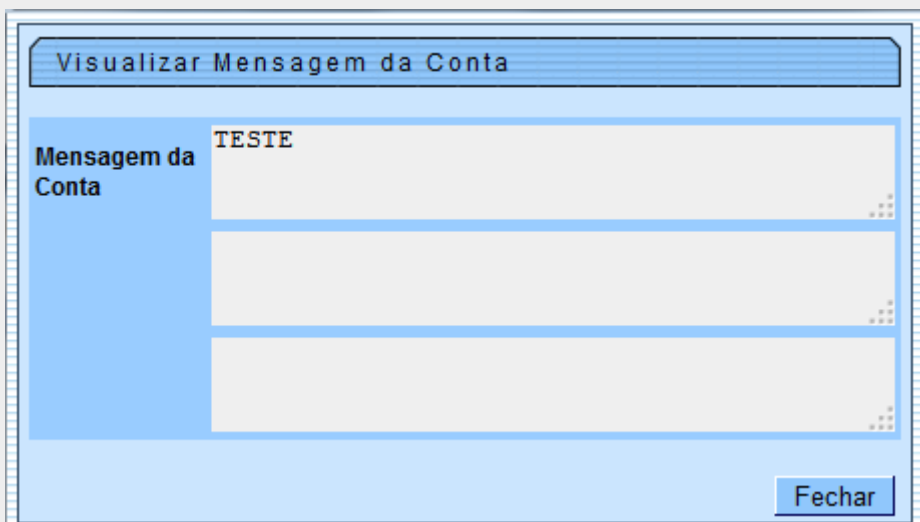 Visualizar Mensagem da Conta
Mensagem da
Conta
TESTE
Fechar